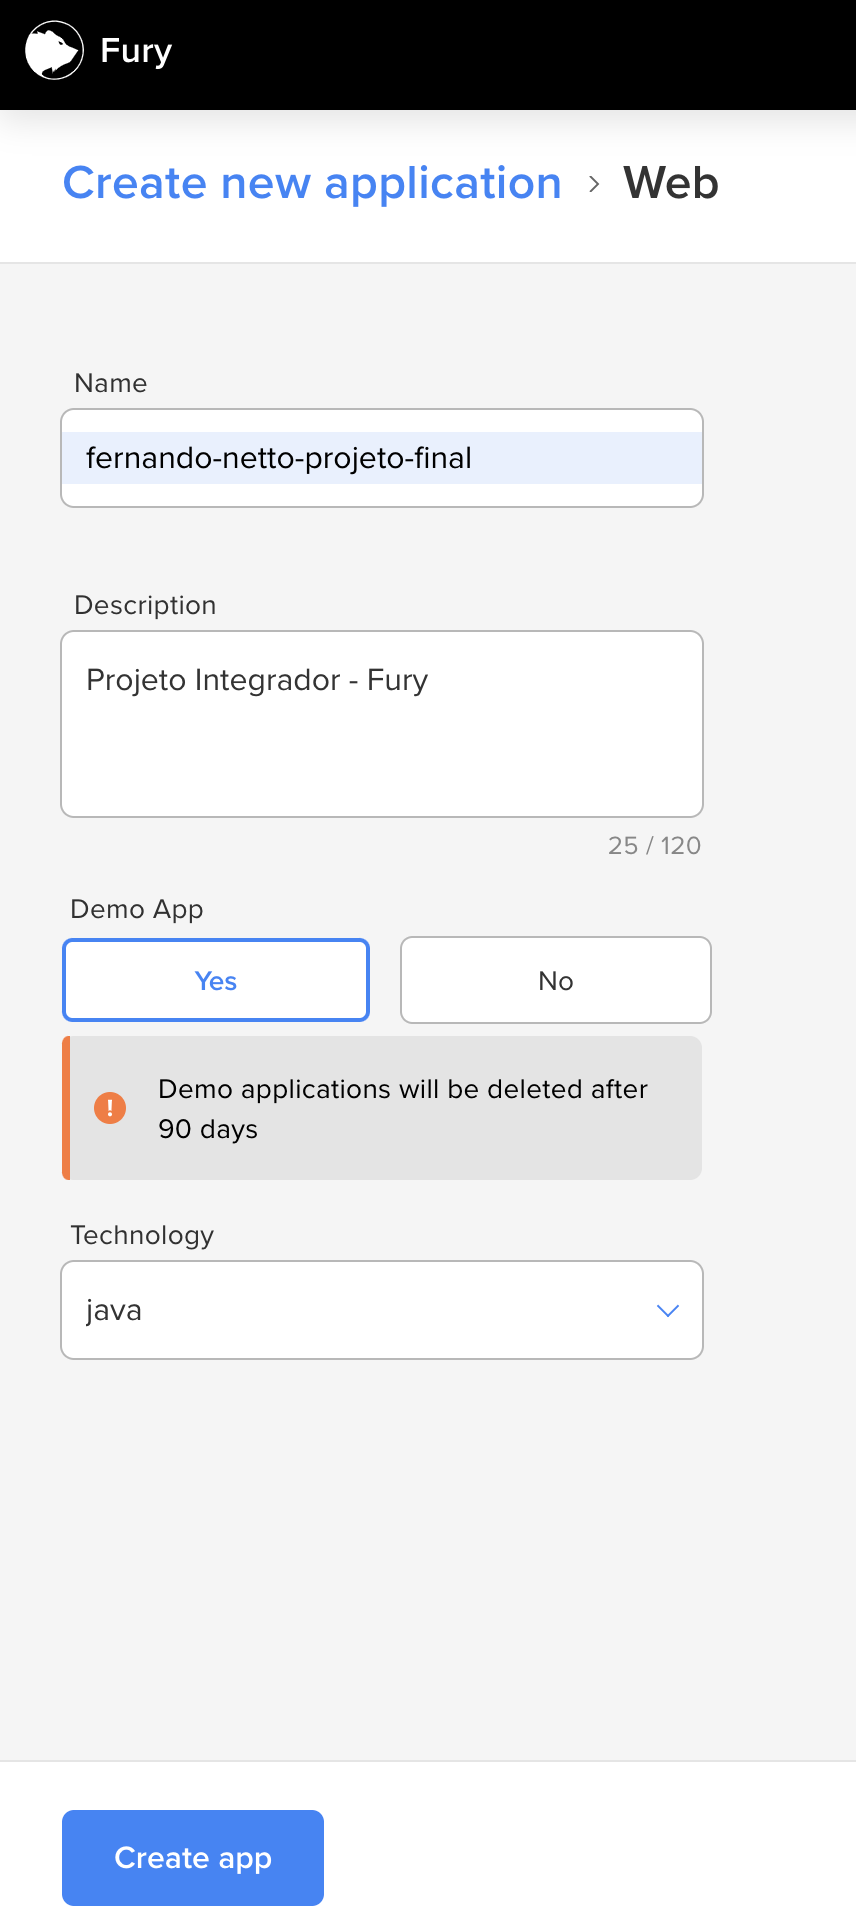 Fury
Create new application > Web
Name
fernando-netto-projeto-final
Description
Projeto Integrador - Fury
25 / 120
Demo App
Yes
No
Demo applications will be deleted after
90 days
Technology
java
Create app